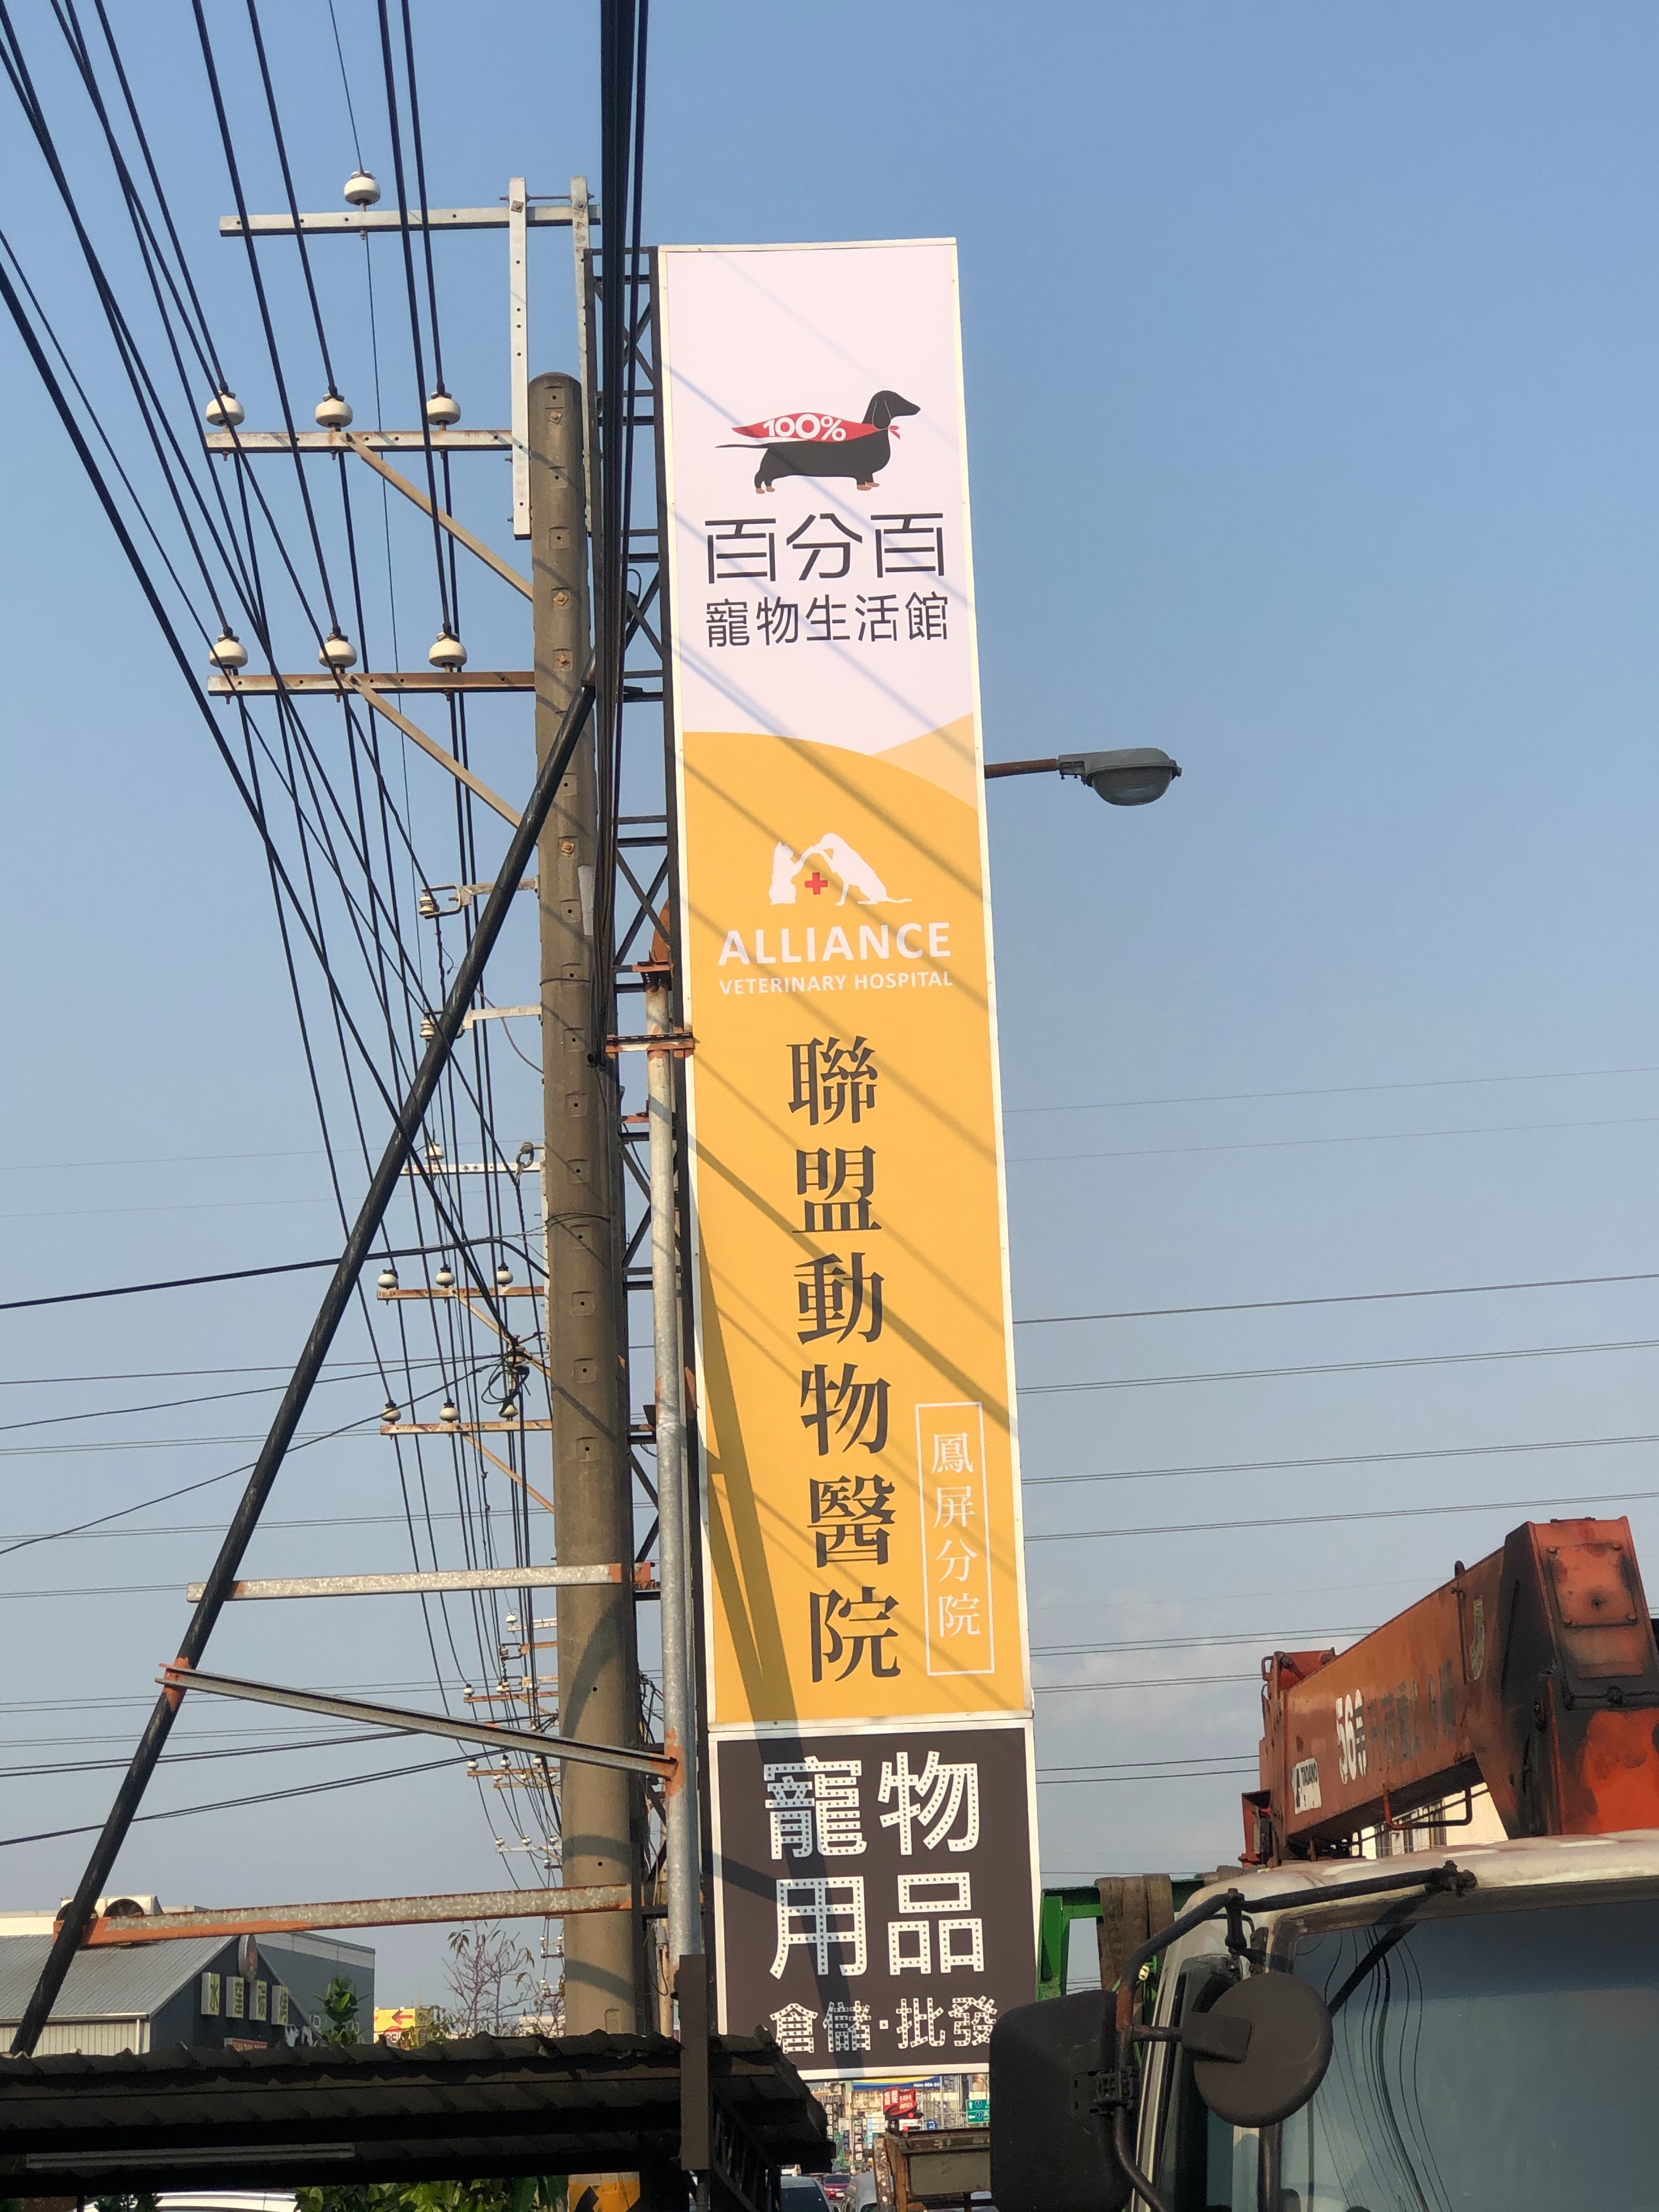 100%
百分百
寵物生活館
ALLIANCE
VETERINARY HOSPITAL
聯盟動物醫院
鳳屏分院
寵物
用品
倉儲·批發
TADANO